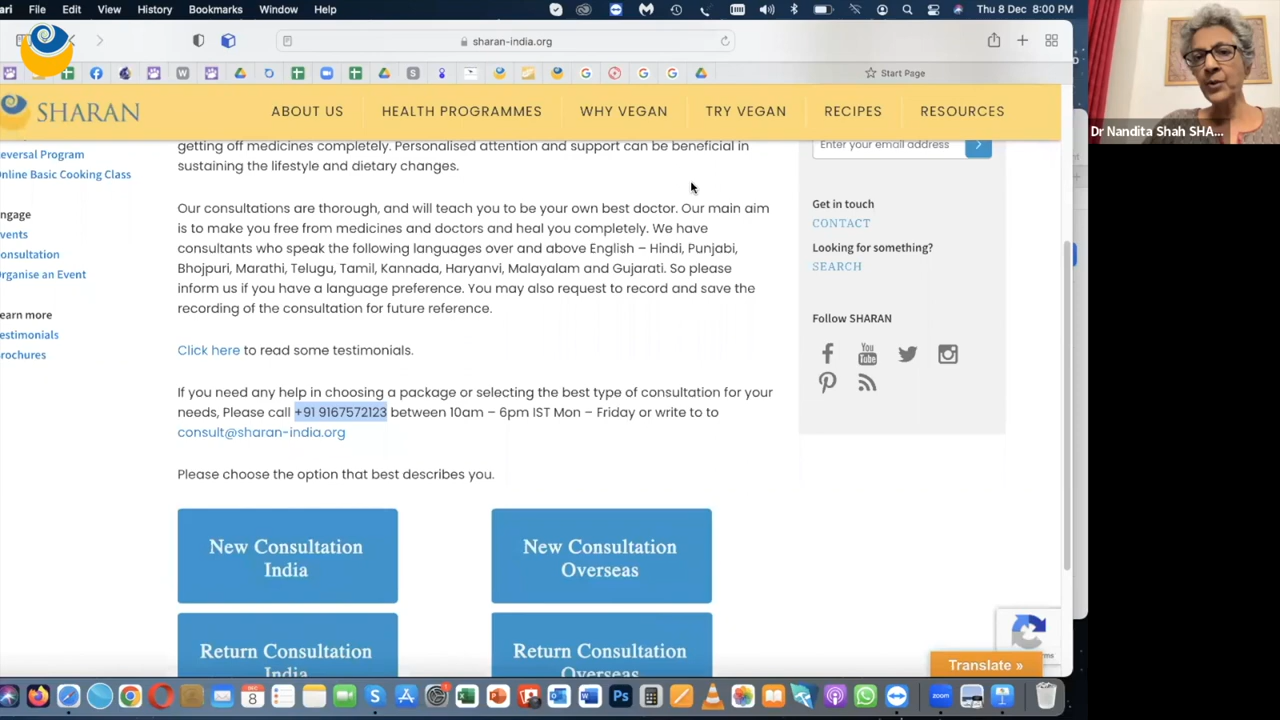 ari File Edit View History Bookmarks Window Help
Thu 8 Dec 8:00 PM
sharan-india.org
Start Page
SHARAN
ABOUT US HEALTH PROGRAMMES WHY VEGAN TRY VEGAN RECIPES RESOURCES
Dr Nandita Shah SHA...
eversal Program
nline Basic Cooking Class
ngage
vents
onsultation
Organise an Event
earn more
estimonials
rochures
getting off medicines completely. Personalised attention and support can be beneficial in
sustaining the lifestyle and dietary changes.
Our consultations are thorough, and will teach you to be your own best doctor. Our main aim
is to make you free from medicines and doctors and heal you completely. We have
consultants who speak the following languages over and above English – Hindi, Punjabi,
Bhojpuri, Marathi, Telugu, Tamil, Kannada, Haryanvi, Malayalam and Gujarati. So please
inform us if you have a language preference. You may also request to record and save the
recording of the consultation for future reference.
Click here to read some testimonials.
If you need any help in choosing a package or selecting the best type of consultation for your
needs, Please call +91 9167572123 between 10am – 6pm IST Mon – Friday or write to to
consult@sharan-india.org
Please choose the option that best describes you.
New Consultation
India
New Consultation
Overseas
Return Consultation
India
Return Consultation
Overseas
Enter your email address
Get in touch
CONTACT
Looking for something?
SEARCH
Follow SHARAN
You
Tube
Translate »
DEC
8
zoom